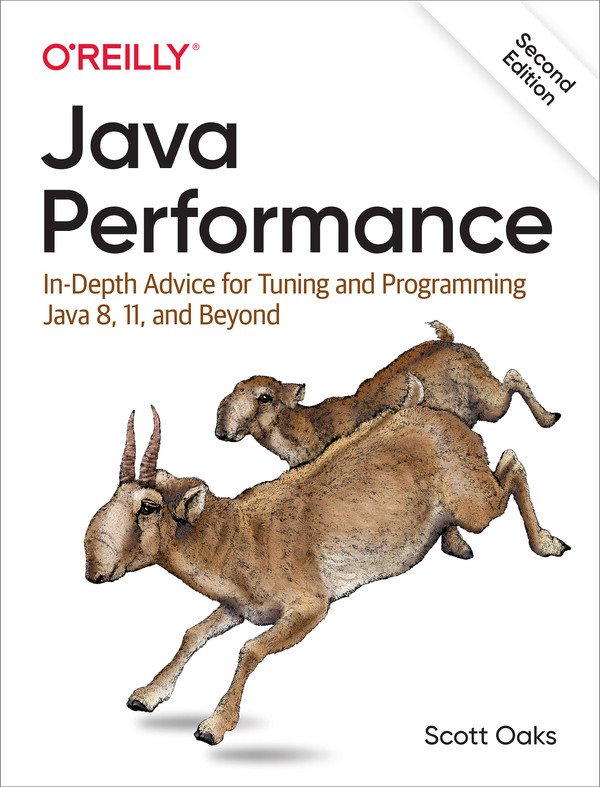 O'REILLY®
Second
Edition
Java
Performance
In-Depth Advice for Tuning and Programming
Java 8, 11, and Beyond
Scott Oaks